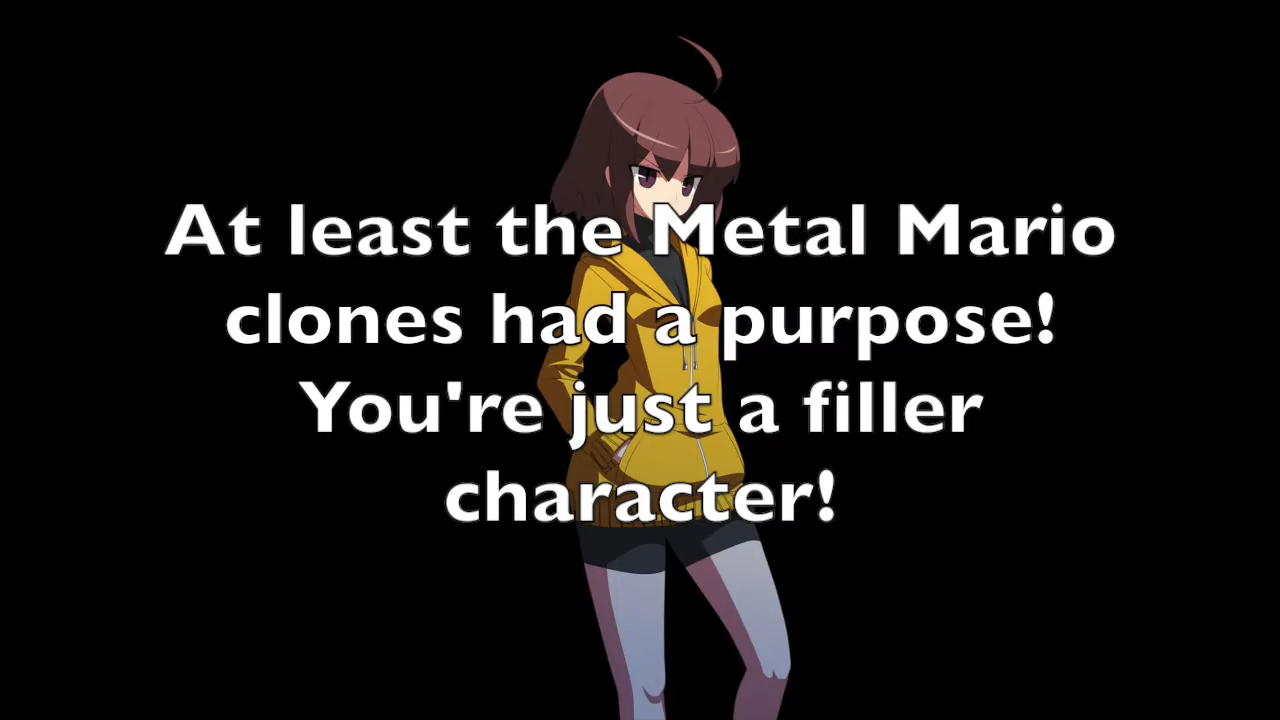 At least the Metal Mario
clones had a purpose!
You're just a filler
character!